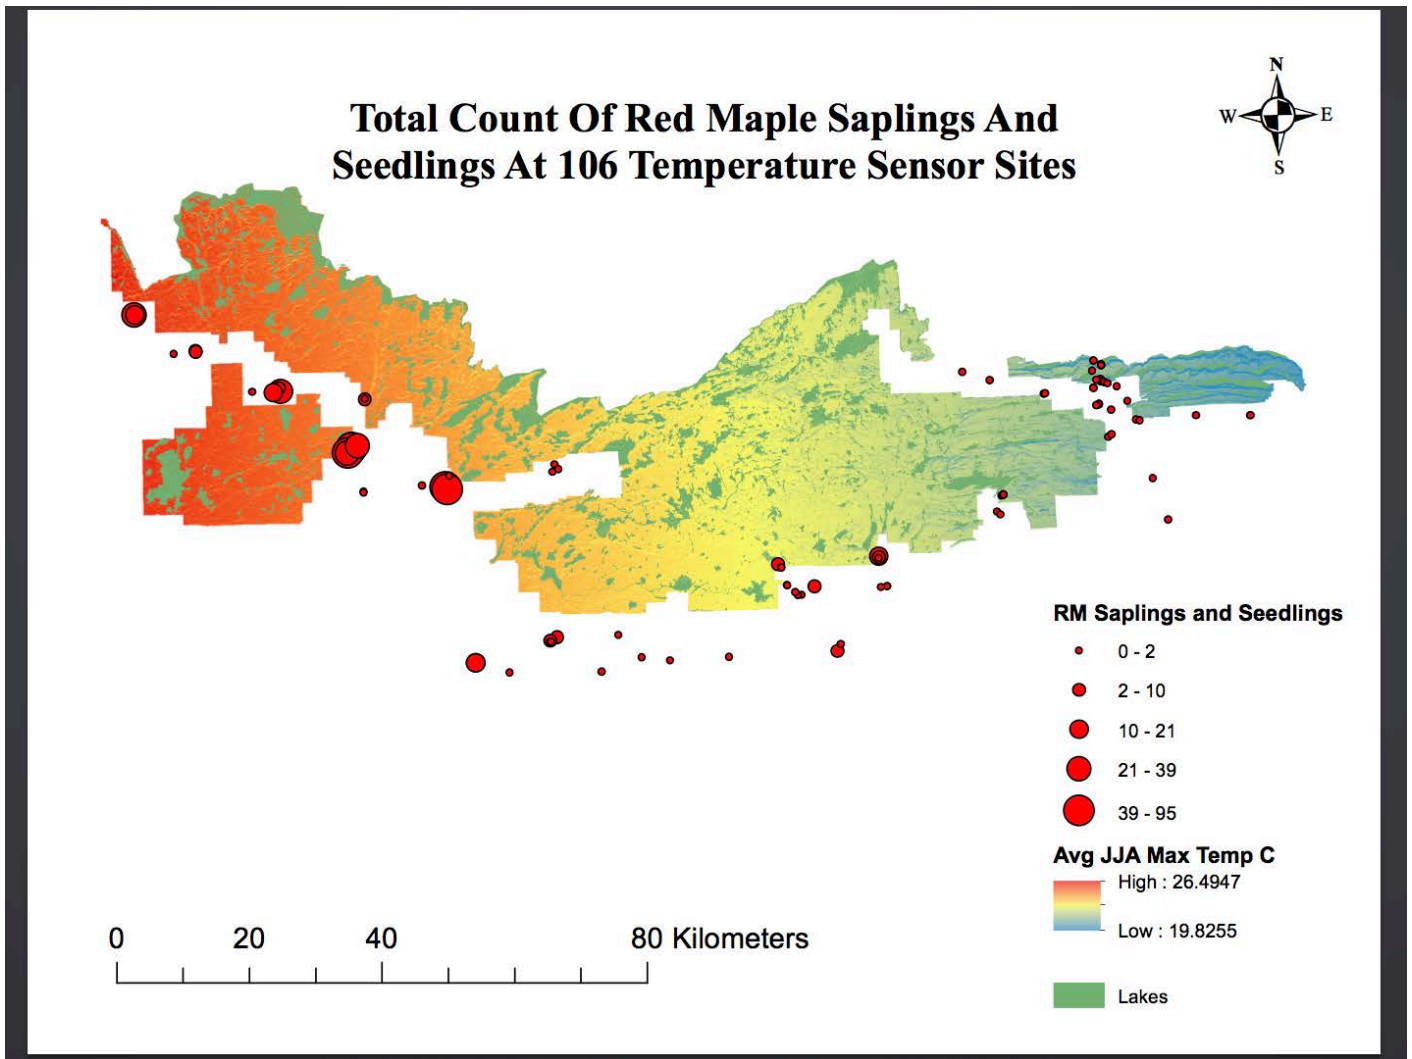 N
W E
S
Total Count Of Red Maple Saplings And
Seedlings At 106 Temperature Sensor Sites
RM Saplings and Seedlings
0 - 2
2 - 10
10 - 21
21 - 39
39 - 95
Avg JJA Max Temp C
High : 26.4947
Low : 19.8255
Lakes
0 20 40 80 Kilometers